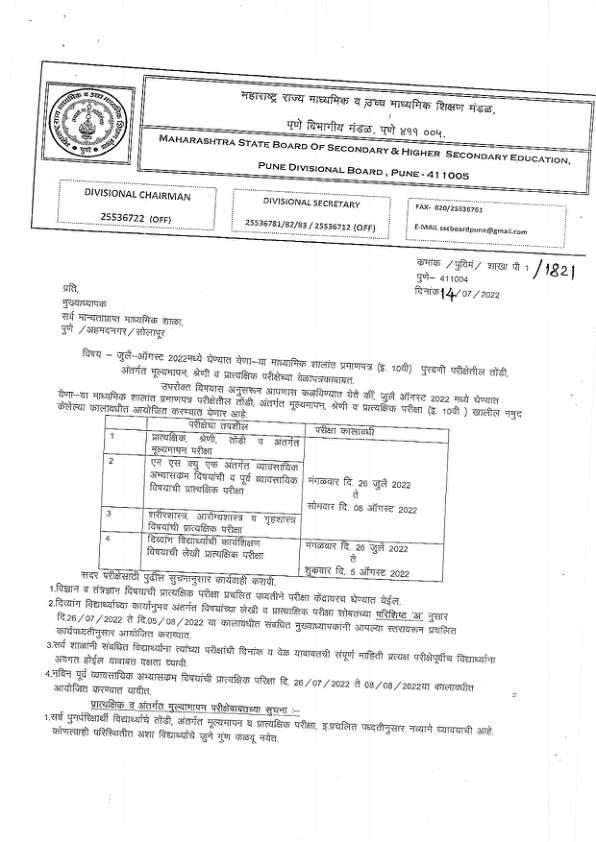 महाराष्ट्र राज्य माध्यमिक व उच्च माध्यमिक शिक्षण मंडळ,
पुणे विभागीय मंडळ, पुणे ४११ ००५.
MAHARASHTRA STATE BOARD OF SECONDARY & HIGHER SECONDARY EDUCATION,
PUNE DIVISIONAL BOARD, PUNE - 411005
DIVISIONAL CHAIRMAN
25536722 (OFF)
DIVISIONAL SECRETARY
25536781/82/83 / 25536712 (OFF)
FAX- 020/25536761
E-MAIL sscboardpune@gmail.com
कमांक /पुविमं/ शाखा पी 1/1821
पुणे– 411004
दिनांक 14/07/2022
प्रति,
मुख्याध्यापक
सर्व मान्यताप्राप्त माध्यमिक शाळा,
पुणे /अहमदनगर/सोलापूर
विषय – जुलै–ऑगस्ट 2022मध्ये घेण्यात येणा–या माध्यामिक शालांत प्रमाणपत्र (इ. 10वी) पुरवणी परीक्षेतील तोंडी,
अंतर्गत मूल्यमापन, श्रेणी व प्रात्यक्षिक परीक्षेच्या वेळापत्रकाबाबत.
उपरोक्त विषयास अनुसरून आपणास कळविण्यात येते की, जुलै ऑगस्ट 2022 मध्ये घेण्यात
येणा–या माध्यमिक शालांत प्रमाणपत्र परीक्षेतील तोंडी, अंतर्गत मूल्यमापन, श्रेणी व प्रात्यक्षिक परीक्षा (इ. 10वी ) खालील नमुद
केलेल्या कालावधीत आयोजित करण्यात येणार आहे.
परीक्षेचा तपशील परीक्षा कालावधी
1 प्रात्यक्षिक, श्रेणी, तोंडी व अंतर्गत
मूल्यमापन परीक्षा
2 एन एस क्यु एफ अंतर्गत व्यावसायिक
अभ्यासकम विषयांची व पूर्व व्यावसायिक
विषयाची प्रात्यक्षिक परीक्षा
मंगळवार दि. 26 जुलै 2022
ते
सोमवार दि. 08 ऑगस्ट 2022
3 शरीरशास्त्र, आरोग्यशास्त्र व गृहशास्त्र
विषयांची प्रात्यक्षिक परीक्षा
4 दिव्यांग विद्यार्थ्यांची कार्यशिक्षण
विषयाची लेखी प्रात्यक्षिक परीक्षा
मंगळवार दि. 26 जुलै 2022
ते
शुकवार दि. 5 ऑगस्ट 2022
सदर परीक्षेसाठी पुढील सुचनानुसार कार्यवाही करावी.
1.विज्ञान व तंत्रज्ञान विषयाची प्रात्यक्षिक परीक्षा प्रचलित पध्दतीने परीक्षा केंद्रावरच घेण्यात येईल.
2.दिव्यांग विद्यार्थ्यांच्या कार्यानुभव अंतर्गत विषयांच्या लेखी व प्रात्यक्षिक परीक्षा सोबतच्या परिशिष्ट 'अ' नुसार
दि.26/07/2022 ते दि.05/08/2022 या कालावधीत संबधित मुख्याध्यापकांनी आपल्या स्तरावरून प्रचलित
कार्यपध्दतीनुसार आयोजित कराव्यात.
3.सर्व शाळांनी संबधित विद्यार्थ्यांना त्यांच्या परीक्षांची दिनांक व वेळ याबाबतची संपूर्ण माहिती प्रत्यक्ष परीक्षेपूर्वीच विद्यार्थ्यांना
अवगत होईल याबाबत दक्षता घ्यावी.
4.नविन पूर्व व्यावसायिक अभ्यासकम विषयांची प्रात्यक्षिक परिक्षा दि. 26/07/2022 ते 08/08/2022या कालावधीत
आयोजित करण्यात यावीत.
प्रात्यक्षिक व अंतर्गत मुल्यामापन परीक्षेबाबतच्या सुचना :–
1.सर्व पुनर्परिक्षार्थी विद्यार्थ्यांचे तोंडी, अंतर्गत मूल्यमापन व प्रात्यक्षिक परीक्षा, इ.प्रचलित पध्दतीनुसार नव्याने घ्यावयाची आहे.
कोणत्याही परिस्थितीत अशा विद्यार्थ्यांचे जुने गुंण कळवू नयेत.